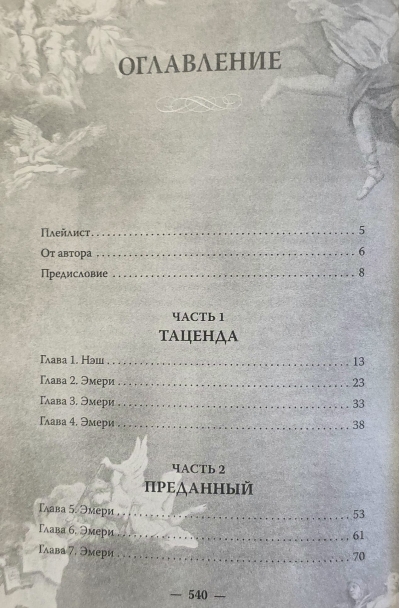 ОГЛАВЛЕНИЕ
Плейлист. . . . . . . . . . . . . . . . . . . . . . . . . . . . . . . . . . . . . . . . 5
От автора . . . . . . . . . . . . . . . . . . . . . . . . . . . . . . . . . . . . . . . . 6
Предисловие . . . . . . . . . . . . . . . . . . . . . . . . . . . . . . . . . . . . . 8
ЧАСТЬ 1
ТАЦЕНДА
Глава 1. Нэш . . . . . . . . . . . . . . . . . . . . . . . . . . . . . . . . . . . . 13
Глава 2. Эмери . . . . . . . . . . . . . . . . . . . . . . . . . . . . . . . . . . 23
Глава 3. Эмери . . . . . . . . . . . . . . . . . . . . . . . . . . . . . . . . . . 33
Глава 4. Эмери . . . . . . . . . . . . . . . . . . . . . . . . . . . . . . . . . . 38
ЧАСТЬ 2
ПРЕДАННЫЙ
Глава 5. Эмери . . . . . . . . . . . . . . . . . . . . . . . . . . . . . . . . . . 53
Глава 6. Эмери . . . . . . . . . . . . . . . . . . . . . . . . . . . . . . . . . . 61
Глава 7. Эмери . . . . . . . . . . . . . . . . . . . . . . . . . . . . . . . . . . 70
— 540 —